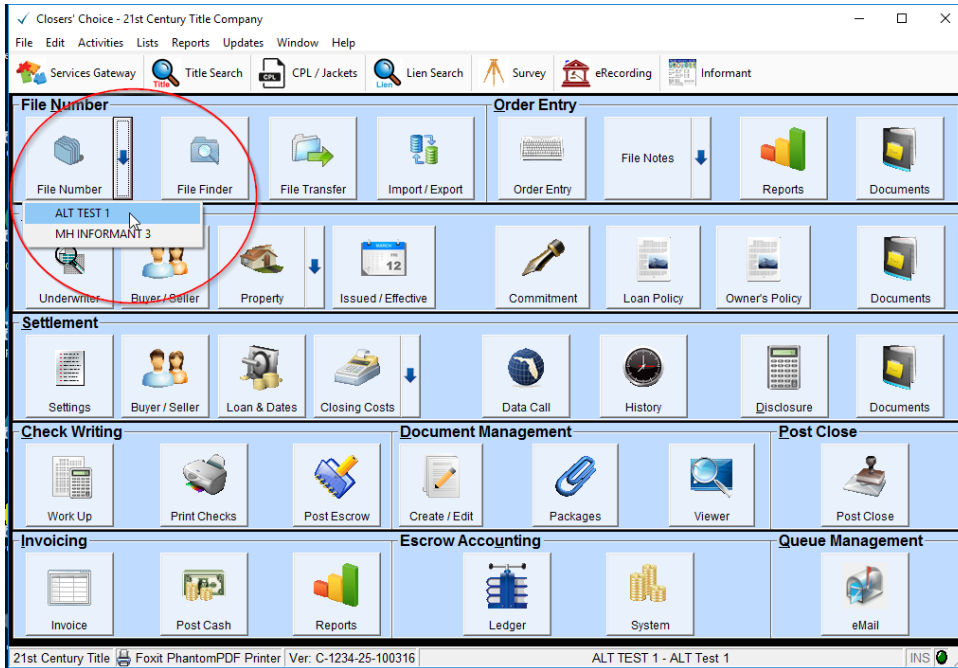 Closers' Choice - 21st Century Title Company
File Edit Activities Lists Reports Updates Window Help
Services Gateway Title Title Search CPL CPL / Jackets Lien Lien Search Survey eRecording Informant
File Number Order Entry
File Number File Finder File Transfer Import / Export Order Entry File Notes Reports Documents
ALT TEST 1
MH INFORMANT 3
MARCH
12
Underwriter Buyer / Seller Property Issued / Effective Commitment Loan Policy Owner's Policy Documents
Settlement
Settings Buyer / Seller Loan & Dates Closing Costs Data Call History Disclosure Documents
Check Writing Document Management Post Close
Work Up Print Checks Post Escrow Create / Edit Packages Viewer Post Close
Invoicing Escrow Accounting Queue Management
Invoice Post Cash Reports Ledger System eMail
21st Century Title Foxit PhantomPDF Printer Ver: C-1234-25-100316 ALT TEST 1 - ALT Test 1 INS